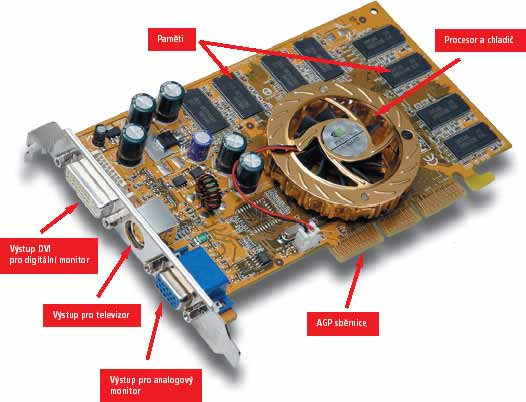 Paměti
Procesor a chladič
Výstup DVI
pro digitální monitor
Výstup pro televizor
AGP sběrnice
Výstup pro analogový
monitor